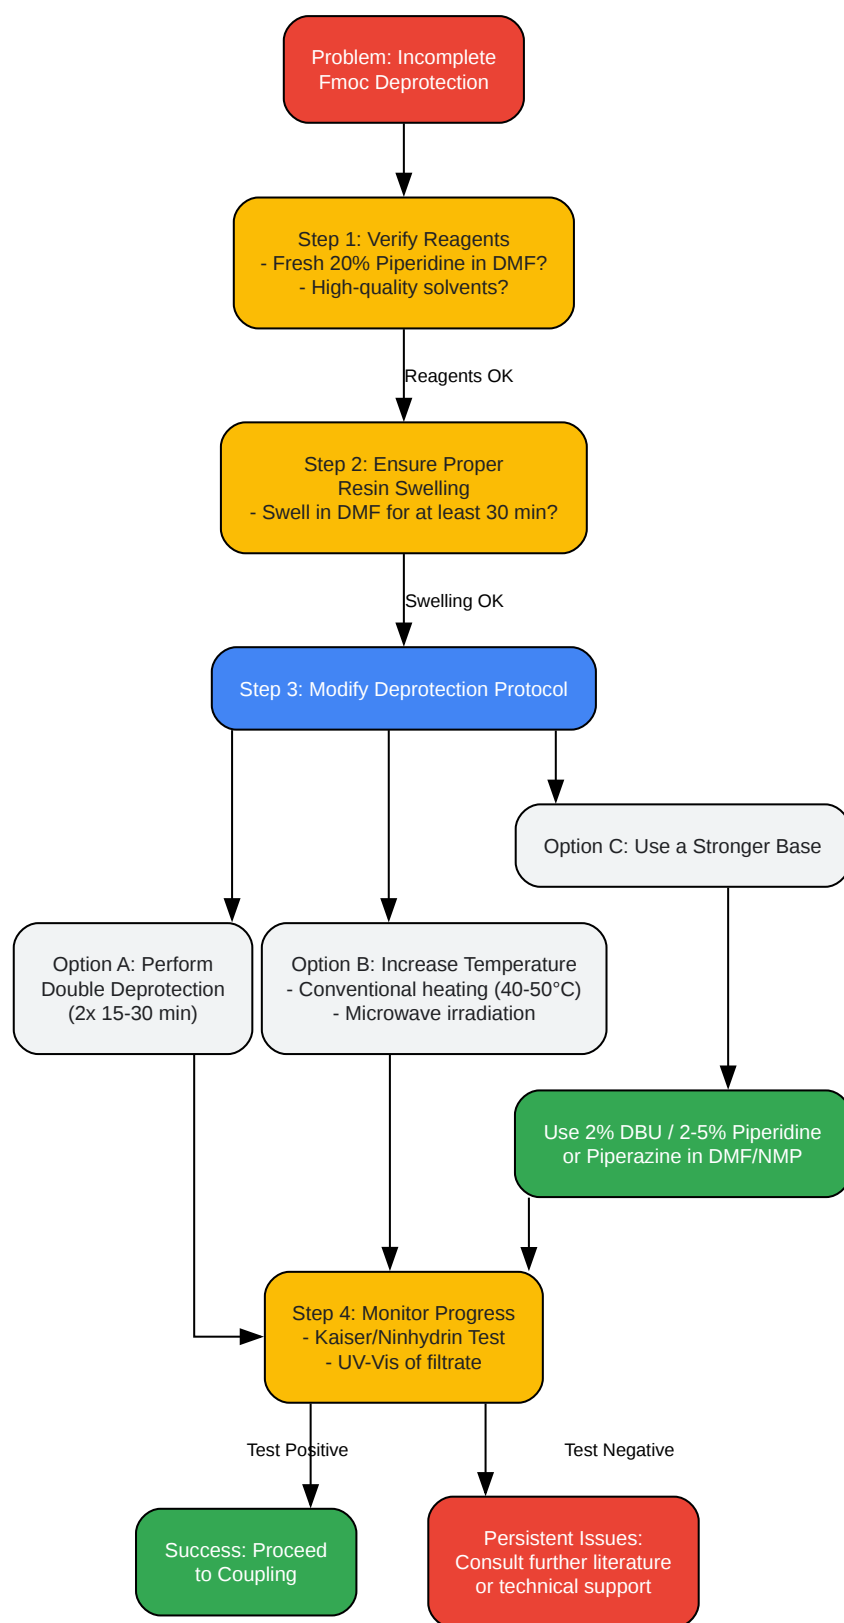 Problem: Incomplete
Fmoc Deprotection
Step 1: Verify Reagents
- Fresh 20% Piperidine in DMF?
- High-quality solvents?
Reagents OK
Step 2: Ensure Proper
Resin Swelling
- Swell in DMF for at least 30 min?
Swelling OK
Step 3: Modify Deprotection Protocol
Option C: Use a Stronger Base
Option A: Perform
Double Deprotection
(2x 15-30 min)
Option B: Increase Temperature
- Conventional heating (40-50°C)
- Microwave irradiation
Use 2% DBU / 2-5% Piperidine
or Piperazine in DMF/NMP
Step 4: Monitor Progress
- Kaiser/Ninhydrin Test
- UV-Vis of filtrate
Test Positive
Test Negative
Success: Proceed
to Coupling
Persistent Issues:
Consult further literature
or technical support